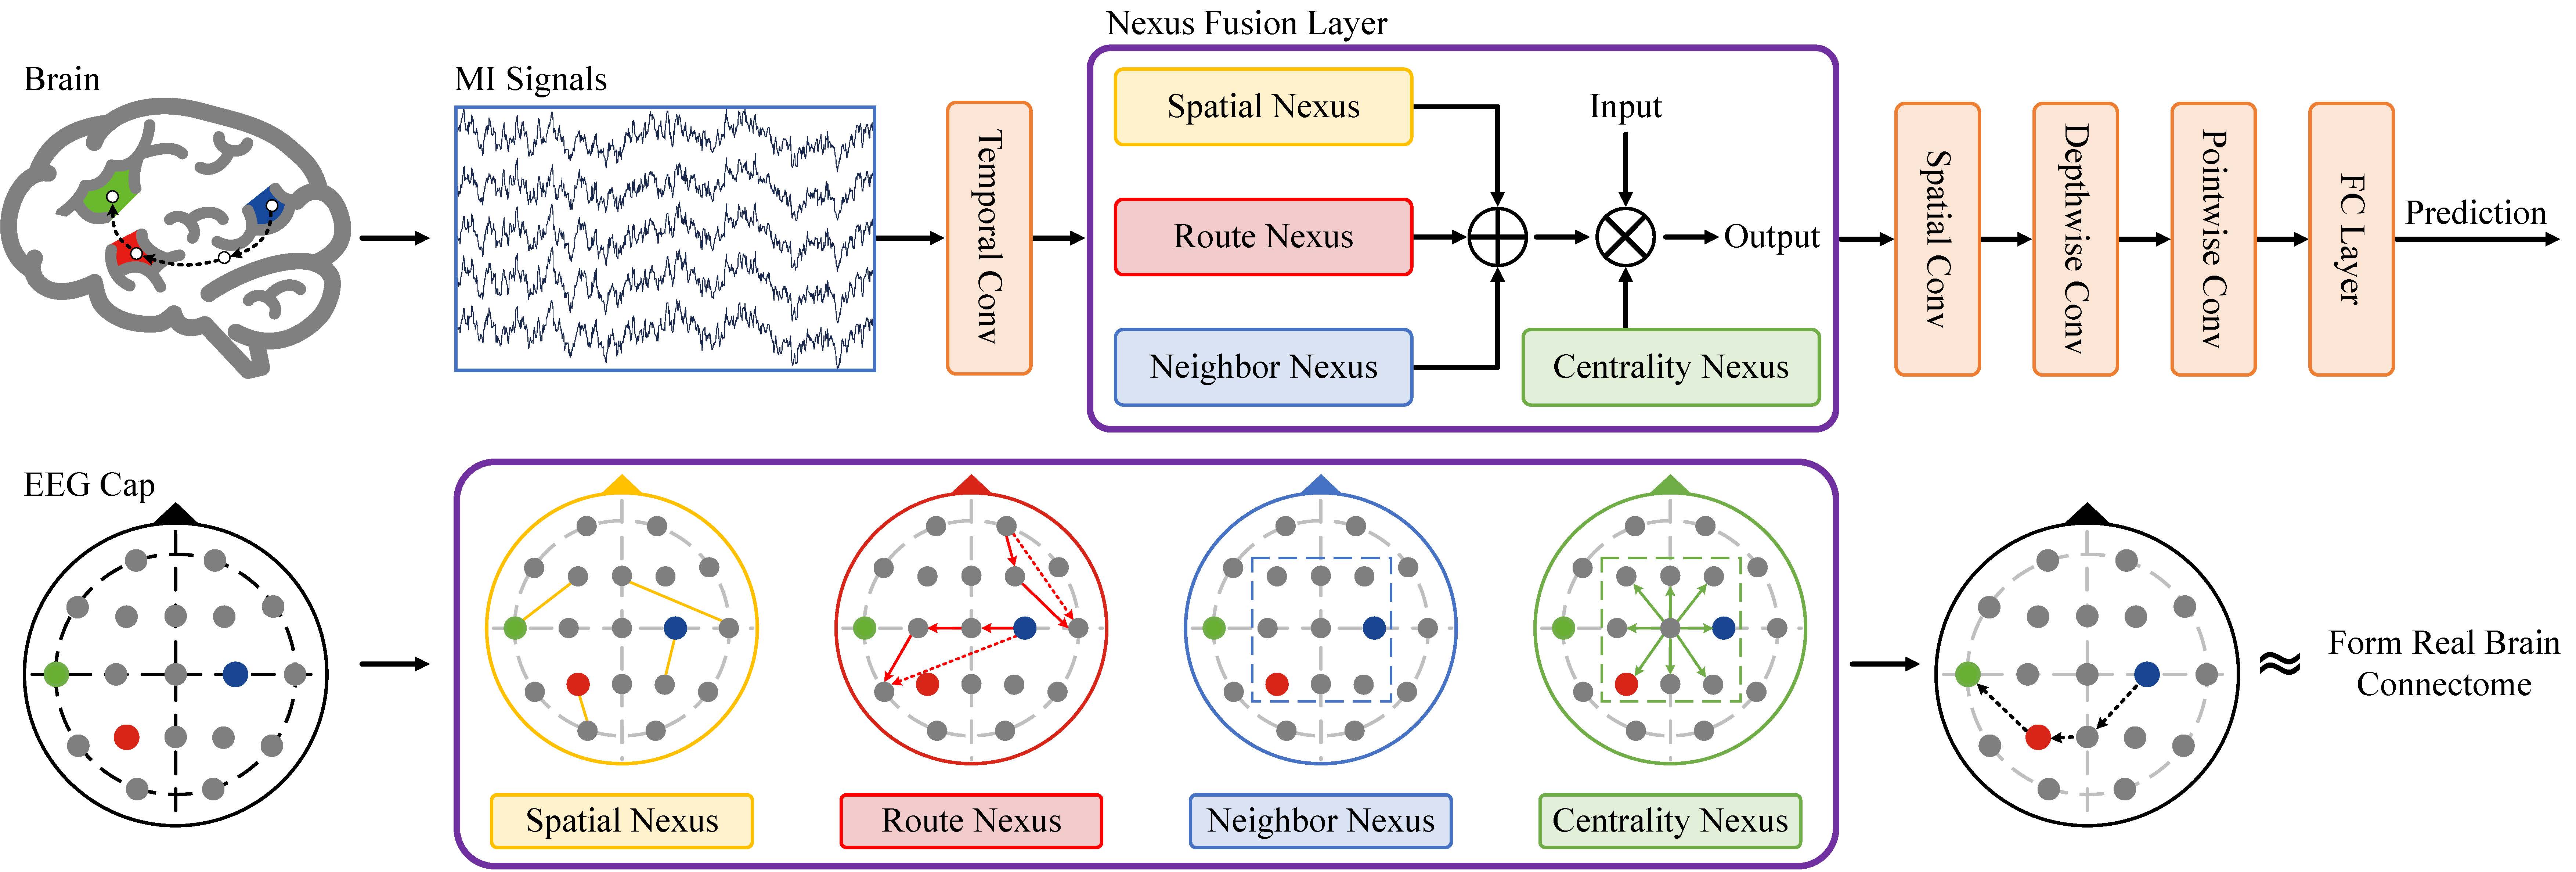 Nexus Fusion Layer
Brain
MI Signals
Temporal Conv
Spatial Nexus
Route Nexus
Neighbor Nexus
Input
Output
Centrality Nexus
Spatial Conv
Depthwise Conv
Pointwise Conv
FC Layer
Prediction
EEG Cap
Spatial Nexus
Route Nexus
Neighbor Nexus
Centrality Nexus
≈
Form Real Brain
Connectome